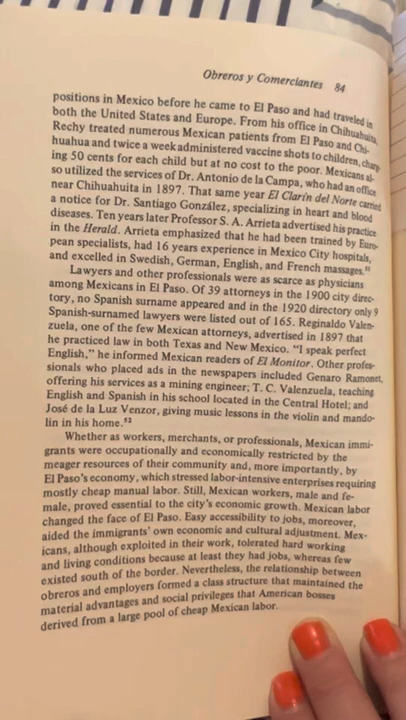 Obreros y Comerciantes 84
positions in Mexico before he came to El Paso and had traveled in
both the United States and Europe. From his office in Chihuahuita,
Rechy treated numerous Mexican patients from El Paso and Chi-
huahua and twice a week administered vaccine shots to children, charg-
ing 50 cents for each child but at no cost to the poor. Mexicans al-
so utilized the services of Dr. Antonio de la Campa, who had an office
near Chihuahuita in 1897. That same year El Clarín del Norte carried
a notice for Dr. Santiago González, specializing in heart and blood
diseases. Ten years later Professor S. A. Arrieta advertised his practice
in the Herald. Arrieta emphasized that he had been trained by Euro-
pean specialists, had 16 years experience in Mexico City hospitals,
and excelled in Swedish, German, English, and French massages.
Lawyers and other professionals were as scarce as physicians
among Mexicans in El Paso. Of 39 attorneys in the 1900 city direc-
tory, no Spanish surname appeared and in the 1920 directory only 9
Spanish-surnamed lawyers were listed out of 165. Reginaldo Valen-
zuela, one of the few Mexican attorneys, advertised in 1897 that
he practiced law in both Texas and New Mexico. "I speak perfect
English," he informed Mexican readers of El Monitor. Other profes-
sionals who placed ads in the newspapers included Genaro Ramonet,
offering his services as a mining engineer; T. C. Valenzuela, teaching
English and Spanish in his school located in the Central Hotel; and
José de la Luz Venzor, giving music lessons in the violin and mando-
lin in his home.⁵²
Whether as workers, merchants, or professionals, Mexican immi-
grants were occupationally and economically restricted by the
meager resources of their community and, more importantly, by
El Paso's economy, which stressed labor-intensive enterprises requiring
mostly cheap manual labor. Still, Mexican workers, male and fe-
male, proved essential to the city's economic growth. Mexican labor
changed the face of El Paso. Easy accessibility to jobs, moreover,
aided the immigrants' own economic and cultural adjustment. Mex-
icans, although exploited in their work, tolerated hard working
and living conditions because at least they had jobs, whereas few
existed south of the border. Nevertheless, the relationship between
obreros and employers formed a class structure that maintained the
material advantages and social privileges that American bosses
derived from a large pool of cheap Mexican labor.